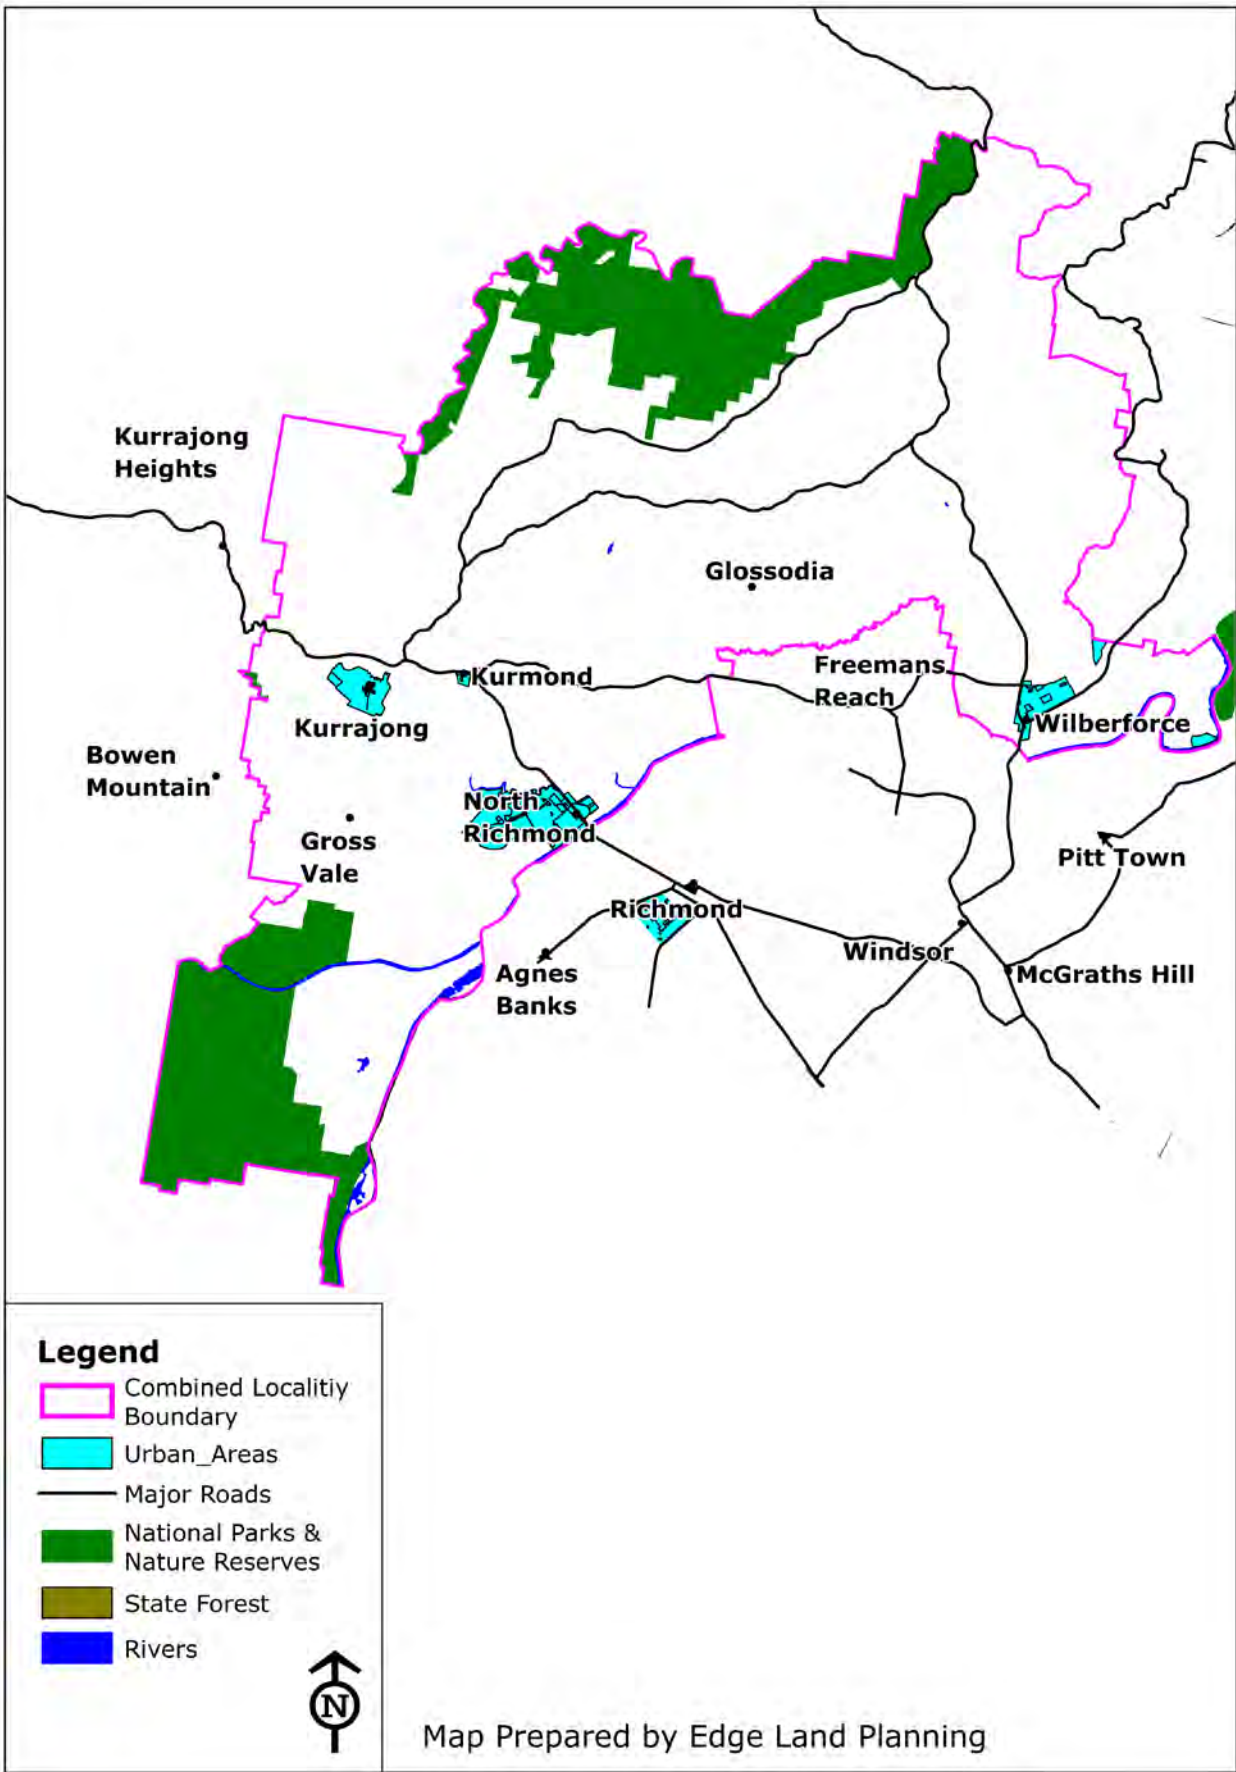 Kurrajong
Heights
Glossodia
Freemans
Reach
Kurmond
Kurrajong
Wilberforce
Bowen
Mountain
North
Richmond
Gross
Vale
Pitt Town
Richmond
Windsor
Agnes
Banks
McGraths Hill
Legend
Combined Localitiy
Boundary
Urban_Areas
Major Roads
National Parks &
Nature Reserves
State Forest
Rivers
N
Map Prepared by Edge Land Planning